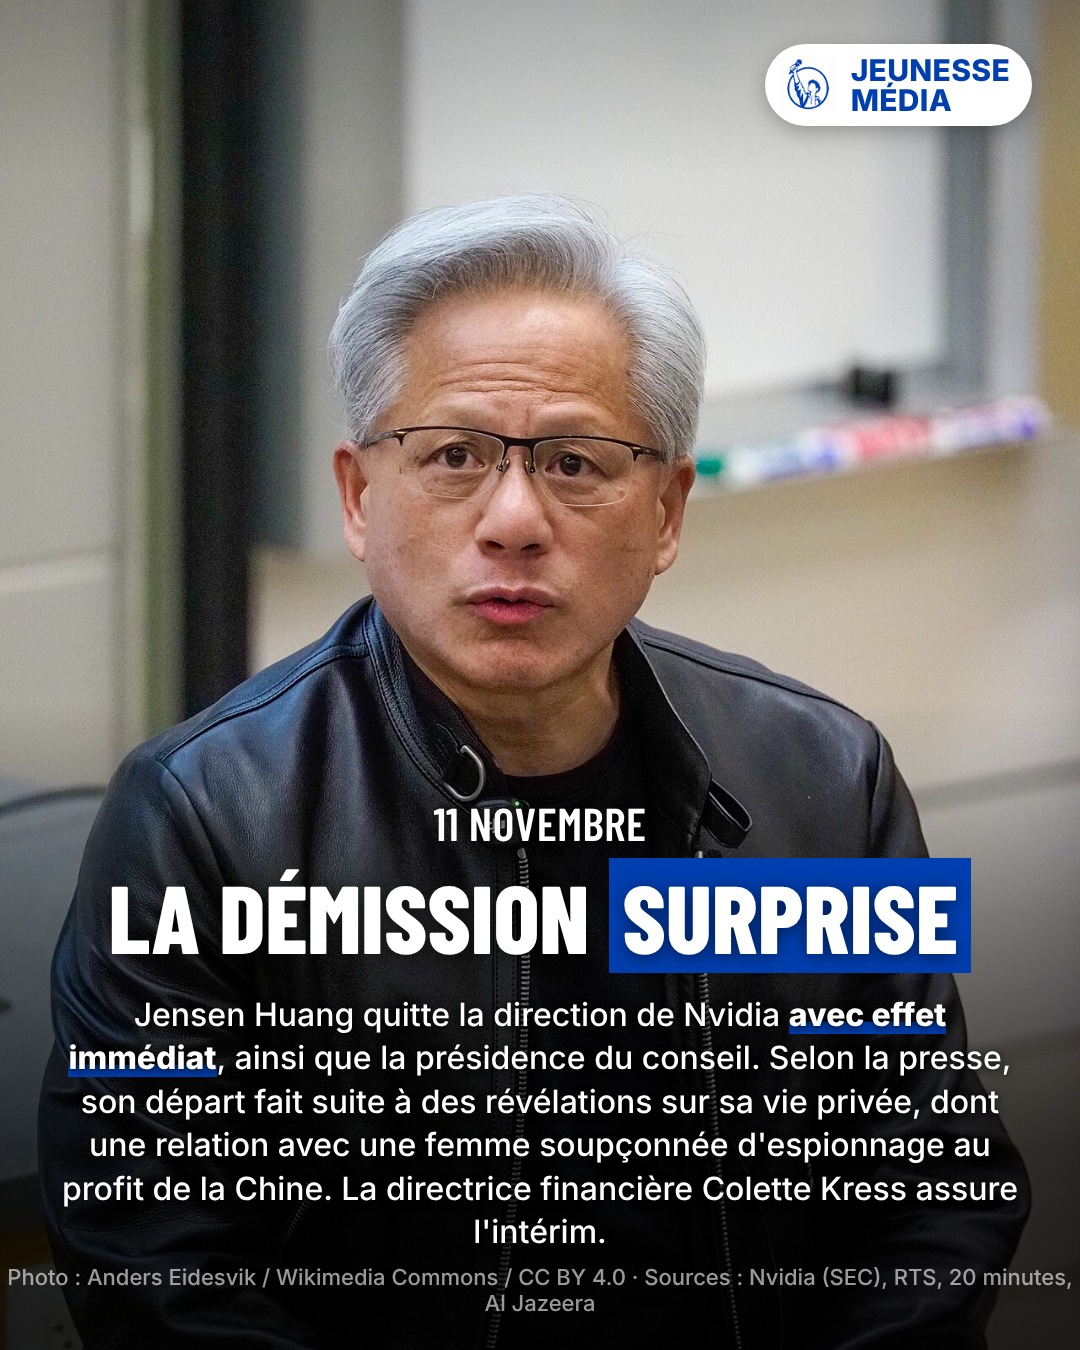 JEUNESSE
MÉDIA
11 NOVEMBRE
LA DÉMISSION SURPRISE
Jensen Huang quitte la direction de Nvidia avec effet
immédiat, ainsi que la présidence du conseil. Selon la presse,
son départ fait suite à des révélations sur sa vie privée, dont
une relation avec une femme soupçonnée d'espionnage au
profit de la Chine. La directrice financière Colette Kress assure
l'intérim.
Photo : Anders Eidesvik / Wikimedia Commons / CC BY 4.0 · Sources : Nvidia (SEC), RTS, 20 minutes,
Al Jazeera